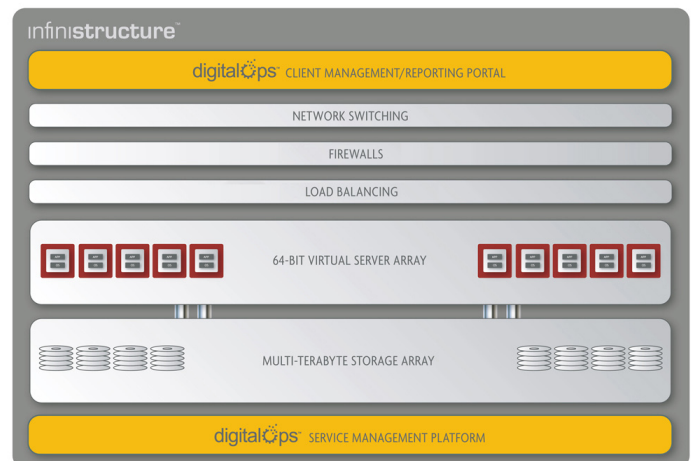 infinistructure™
digitalOps™ CLIENT MANAGEMENT/REPORTING PORTAL
NETWORK SWITCHING
FIREWALLS
LOAD BALANCING
64-BIT VIRTUAL SERVER ARRAY
MULTI-TERABYTE STORAGE ARRAY
digitalOps™ SERVICE MANAGEMENT PLATFORM